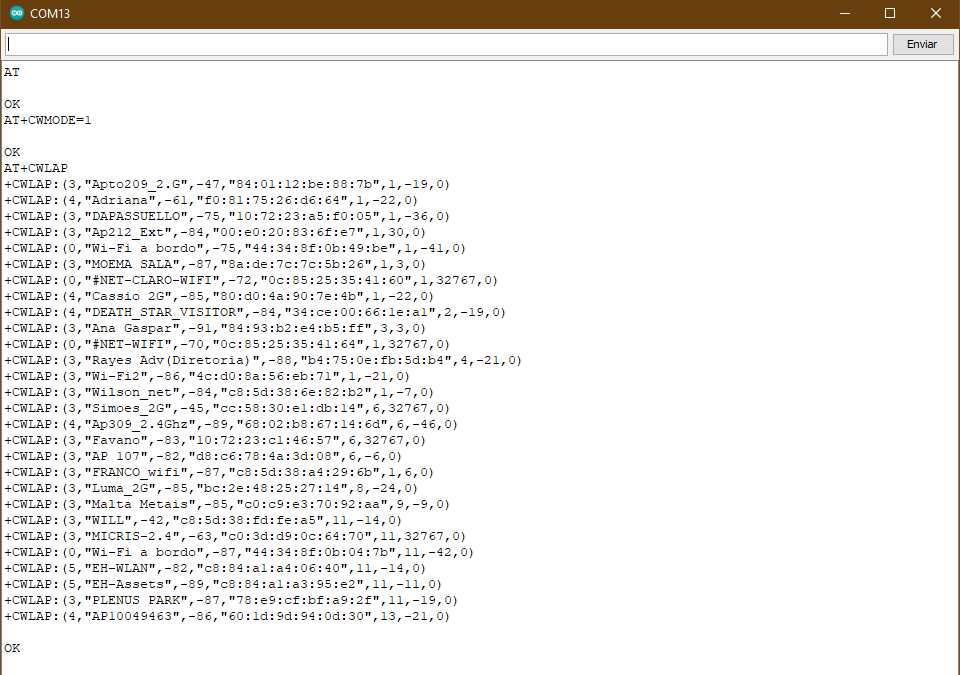 COM13
Enviar
AT
OK
AT+CWMODE=1
OK
AT+CWLAP
+CWLAP:(3,"Apto209_2.G",-47,"84:01:12:be:88:7b",1,-19,0)
+CWLAP:(4,"Adriana",-61,"f0:81:75:26:d6:64",1,-22,0)
+CWLAP:(3,"DAPASSUELLO",-75,"10:72:23:a5:f0:05",1,-36,0)
+CWLAP:(3,"Ap212_Ext",-84,"00:e0:20:83:6f:e7",1,30,0)
+CWLAP:(0,"Wi-Fi a bordo",-75,"44:34:8f:0b:49:be",1,-41,0)
+CWLAP:(3,"MOEMA SALA",-87,"8a:de:7c:7c:5b:26",1,3,0)
+CWLAP:(0,"#NET-CLARO-WIFI",-72,"0c:85:25:35:41:60",1,32767,0)
+CWLAP:(4,"Cassio 2G",-85,"80:d0:4a:90:7e:4b",1,-22,0)
+CWLAP:(4,"DEATH_STAR_VISITOR",-84,"34:ce:00:66:1e:a1",2,-19,0)
+CWLAP:(3,"Ana Gaspar",-91,"84:93:b2:e4:b5:ff",3,3,0)
+CWLAP:(0,"#NET-WIFI",-70,"0c:85:25:35:41:64",1,32767,0)
+CWLAP:(3,"Rayes Adv(Diretoria)",-88,"b4:75:0e:fb:5d:b4",4,-21,0)
+CWLAP:(3,"Wi-Fi2",-86,"4c:d0:8a:56:eb:71",1,-21,0)
+CWLAP:(3,"Wilson_net",-84,"c8:5d:38:6e:82:b2",1,-7,0)
+CWLAP:(3,"Simoes_2G",-45,"cc:58:30:e1:db:14",6,32767,0)
+CWLAP:(4,"Ap309_2.4Ghz",-89,"68:02:b8:67:14:6d",6,-46,0)
+CWLAP:(3,"Favano",-83,"10:72:23:c1:46:57",6,32767,0)
+CWLAP:(3,"AP 107",-82,"d8:c6:78:4a:3d:08",6,-6,0)
+CWLAP:(3,"FRANCO_wifi",-87,"c8:5d:38:a4:29:6b",1,6,0)
+CWLAP:(3,"Luma_2G",-85,"bc:2e:48:25:27:14",8,-24,0)
+CWLAP:(3,"Malta Metais",-85,"c0:c9:e3:70:92:aa",9,-9,0)
+CWLAP:(3,"WILL",-42,"c8:5d:38:fd:fe:a5",11,-14,0)
+CWLAP:(3,"MICRIS-2.4",-63,"c0:3d:d9:0c:64:70",11,32767,0)
+CWLAP:(0,"Wi-Fi a bordo",-87,"44:34:8f:0b:04:7b",11,-42,0)
+CWLAP:(5,"EH-WLAN",-82,"c8:84:a1:a4:06:40",11,-14,0)
+CWLAP:(5,"EH-Assets",-89,"c8:84:a1:a3:95:e2",11,-11,0)
+CWLAP:(3,"PLENUS PARK",-87,"78:e9:cf:bf:a9:2f",11,-19,0)
+CWLAP:(4,"AP10049463",-86,"60:1d:9d:94:0d:30",13,-21,0)
OK